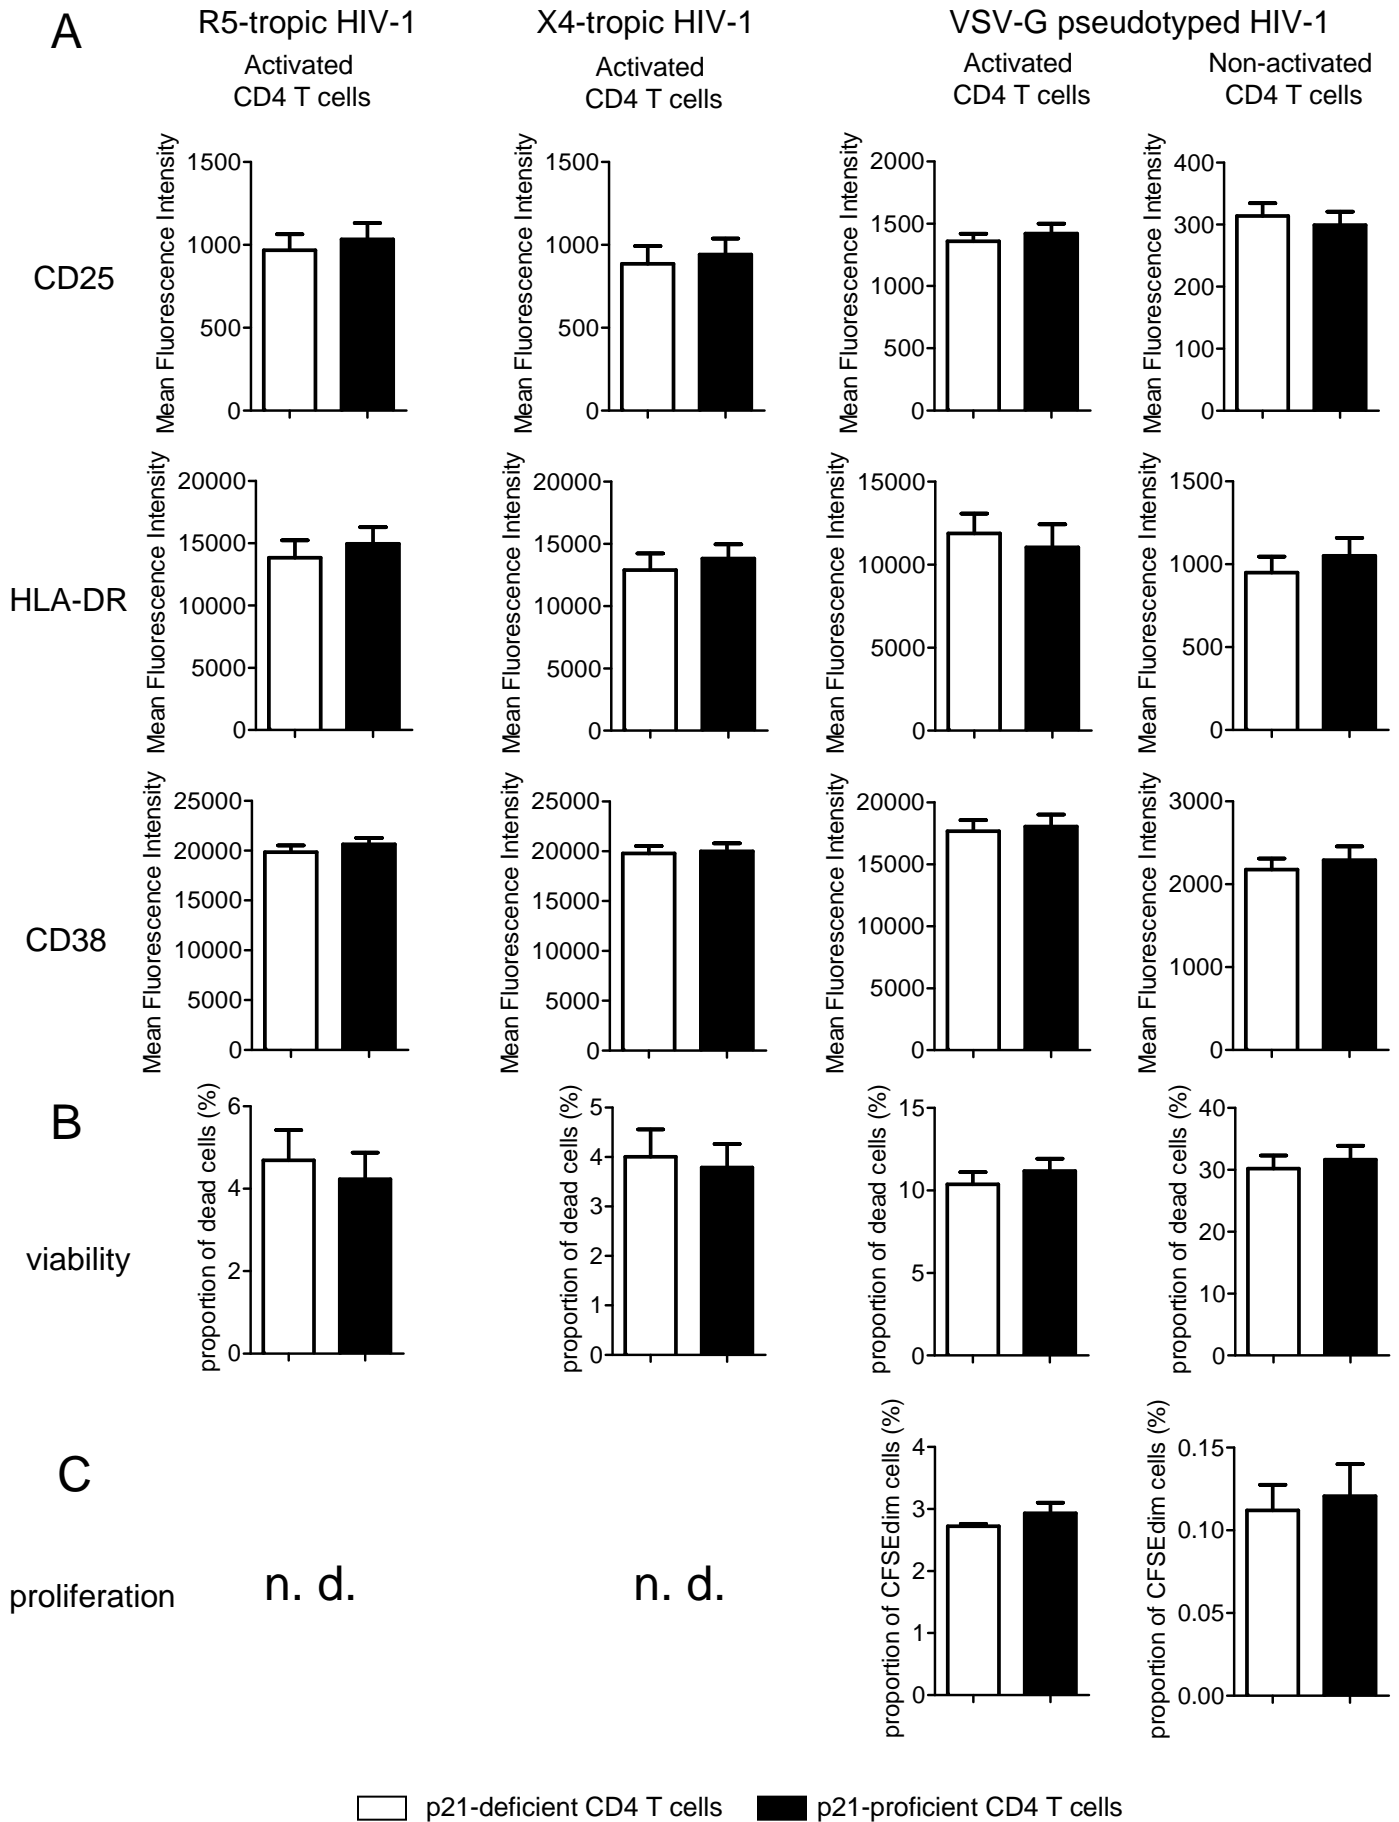 A
R5-tropic HIV-1
X4-tropic HIV-1
VSV-G pseudotyped HIV-1
Activated
CD4 T cells
Activated
CD4 T cells
Activated
CD4 T cells
Non-activated
CD4 T cells
CD25
Mean Fluorescence Intensity
1500
1000
500
0
Mean Fluorescence Intensity
1500
1000
500
0
Mean Fluorescence Intensity
2000
1500
1000
500
0
Mean Fluorescence Intensity
400
300
200
100
0
HLA-DR
Mean Fluorescence Intensity
20000
15000
10000
5000
0
Mean Fluorescence Intensity
20000
15000
10000
5000
0
Mean Fluorescence Intensity
15000
10000
5000
0
Mean Fluorescence Intensity
1500
1000
500
0
CD38
Mean Fluorescence Intensity
25000
20000
15000
10000
5000
0
Mean Fluorescence Intensity
25000
20000
15000
10000
5000
0
Mean Fluorescence Intensity
20000
15000
10000
5000
0
Mean Fluorescence Intensity
3000
2000
1000
0
B
viability
proportion of dead cells (%)
6
4
2
0
proportion of dead cells (%)
5
4
3
2
1
0
proportion of dead cells (%)
15
10
5
0
proportion of dead cells (%)
40
30
20
10
0
C
proliferation
n. d.
n. d.
proportion of CFSEdim cells (%)
4
3
2
1
0
proportion of CFSEdim cells (%)
0.15
0.10
0.05
0.00
p21-deficient CD4 T cells
p21-proficient CD4 T cells